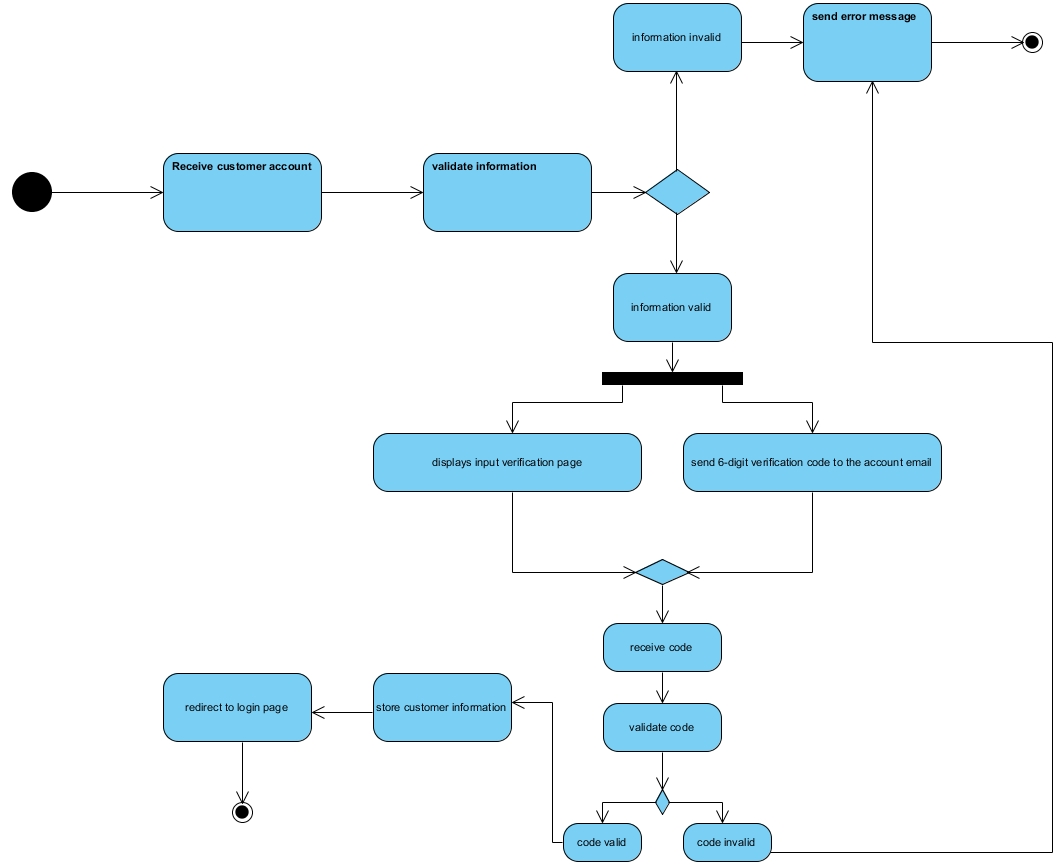 information invalid
send error message
Receive customer account
validate information
information valid
displays input verification page
send 6-digit verification code to the account email
receive code
redirect to login page
store customer information
validate code
code valid
code invalid